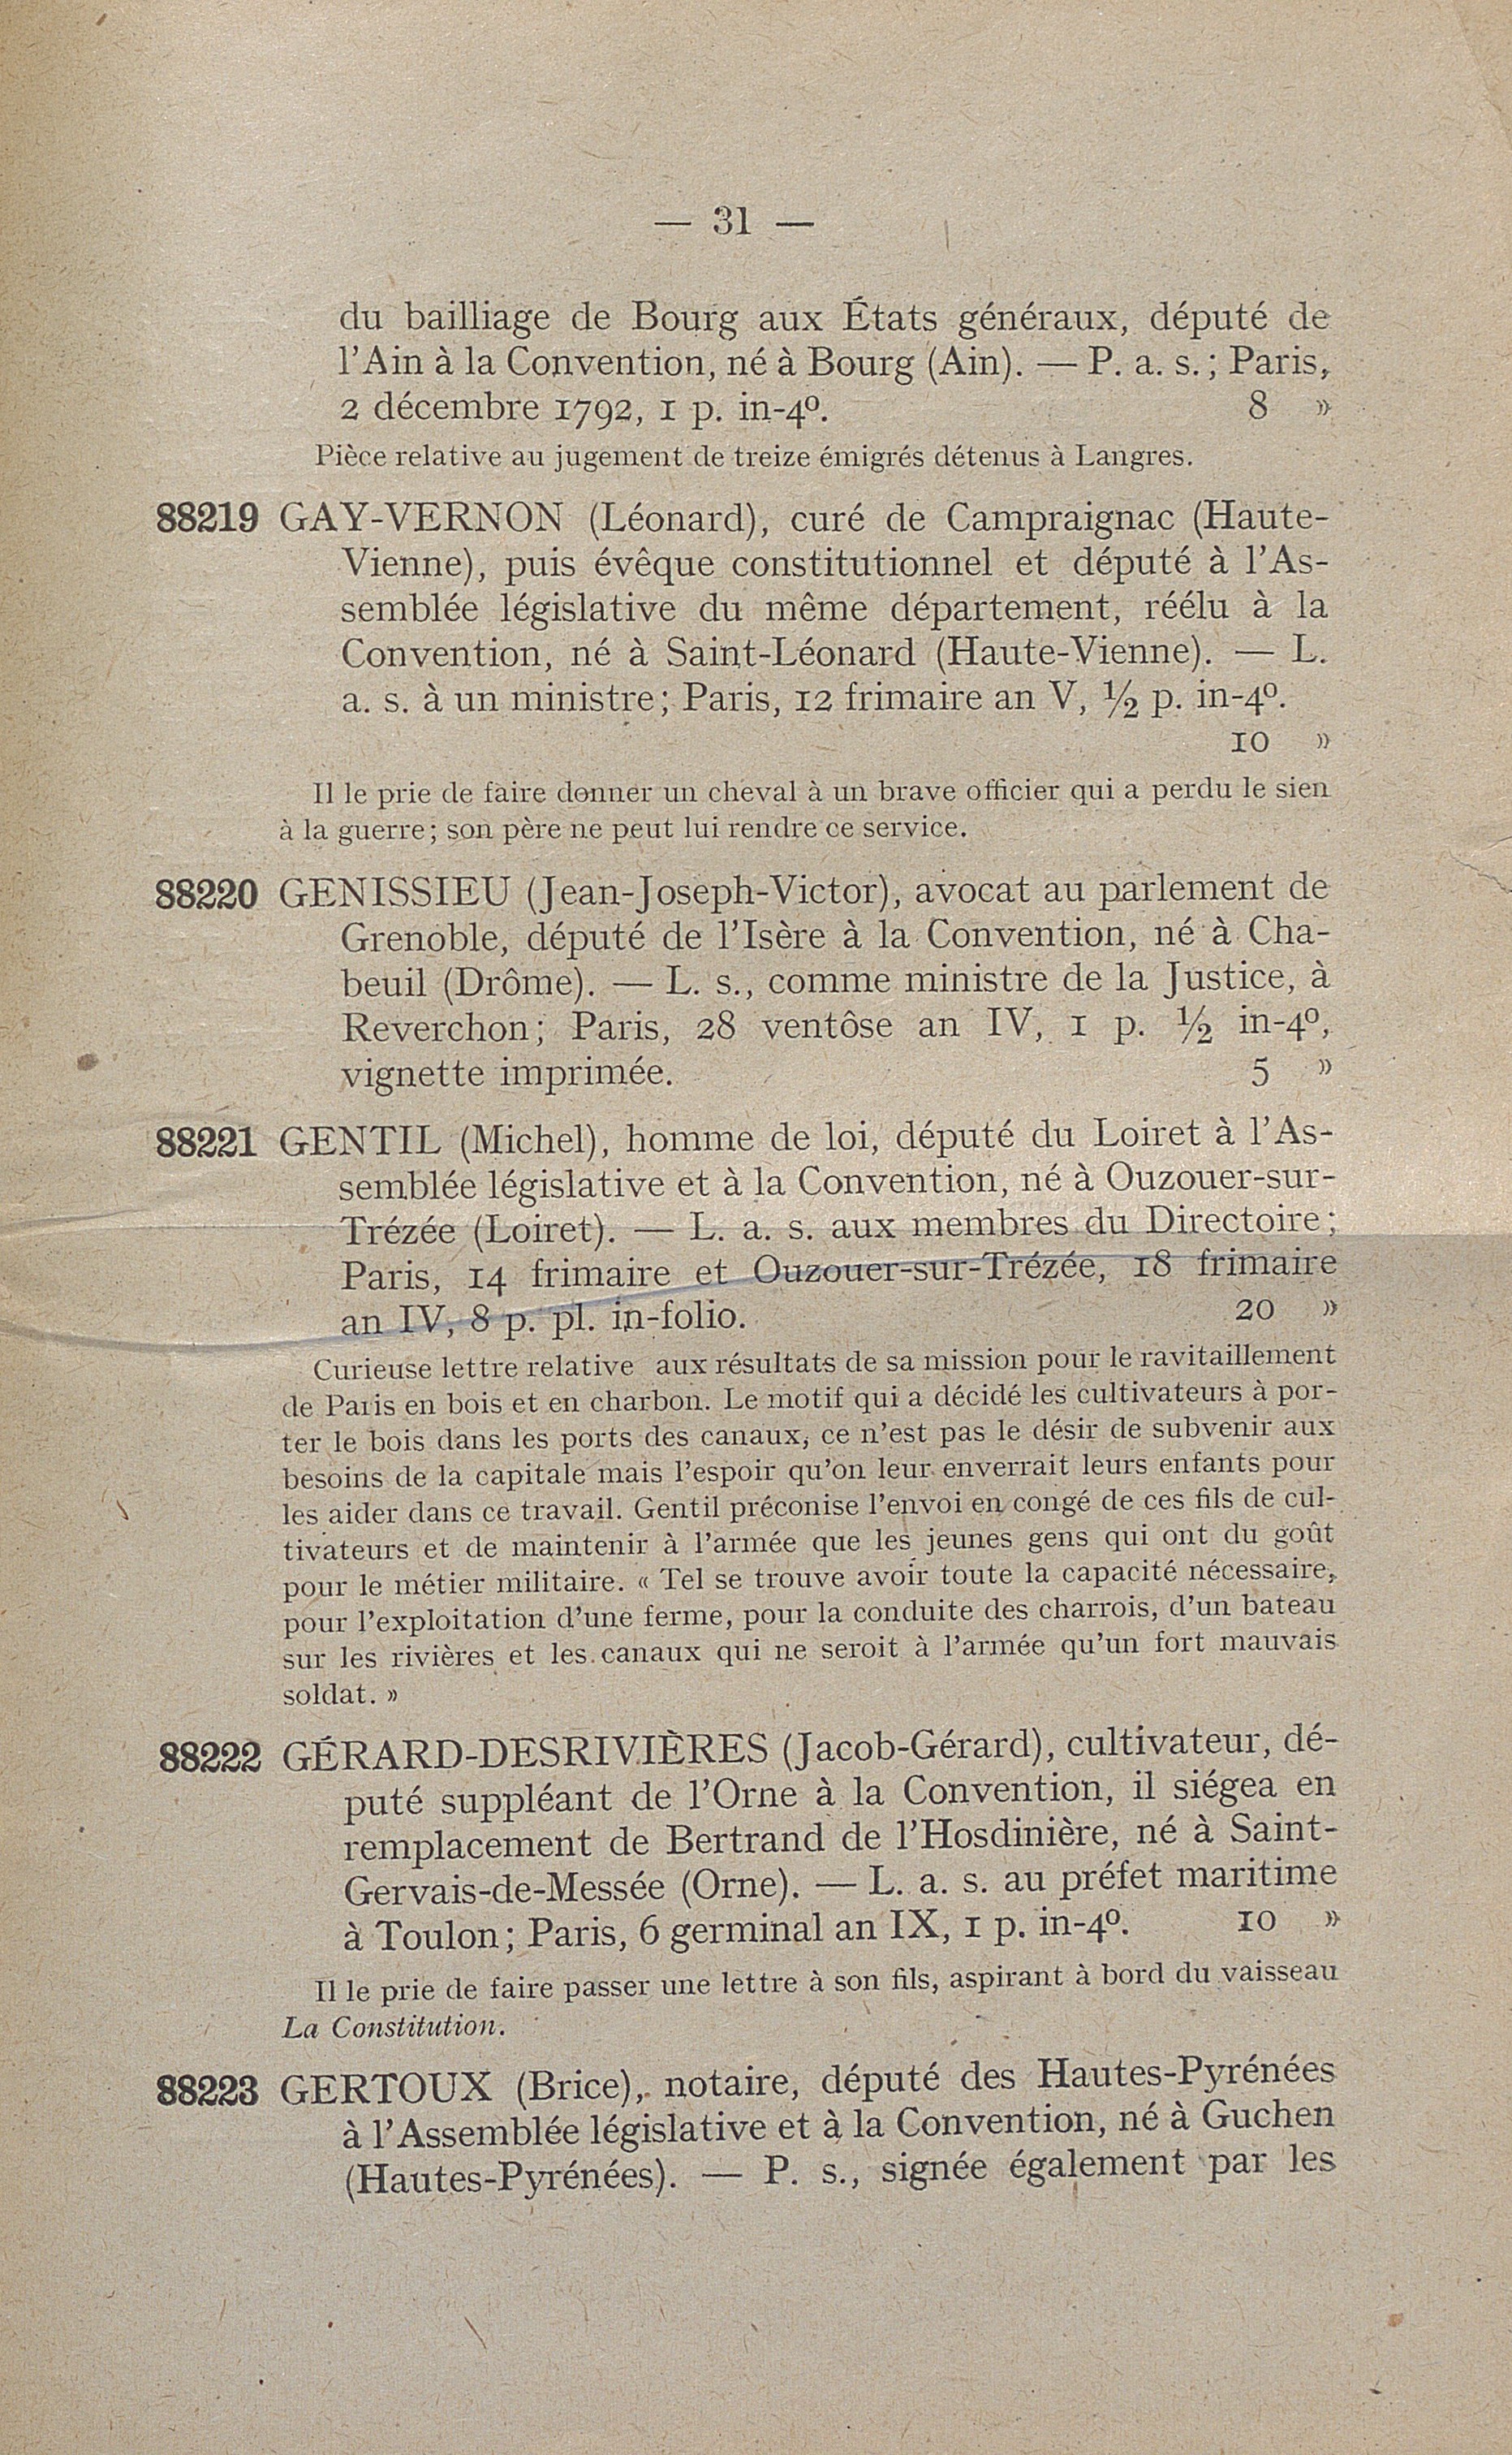 — 31 —
du bailliage de Bourg aux États généraux, député de
l'Ain à la Convention, né à Bourg (Ain). — P. a. s. ; Paris,
2 décembre 1792, 1 p. in-4º. 8 »
Pièce relative au jugement de treize émigrés détenus à Langres.
88219 GAY-VERNON (Léonard), curé de Campraignac (Haute-
Vienne), puis évêque constitutionnel et député à l'As-
semblée législative du même département, réélu à la
Convention, né à Saint-Léonard (Haute-Vienne). — L.
a. s. à un ministre ; Paris, 12 frimaire an V, ½ p. in-4º.
10 »
Il le prie de faire donner un cheval à un brave officier qui a perdu le sien
à la guerre ; son père ne peut lui rendre ce service.
88220 GENISSIEU (Jean-Joseph-Victor), avocat au parlement de
Grenoble, député de l'Isère à la Convention, né à Cha-
beuil (Drôme). — L. s., comme ministre de la Justice, à
Reverchon ; Paris, 28 ventôse an IV, 1 p. ½ in-4º,
vignette imprimée. 5 »
88221 GENTIL (Michel), homme de loi, député du Loiret à l'As-
semblée législative et à la Convention, né à Ouzouer-sur-
Trézée (Loiret). — L. a. s. aux membres du Directoire ;
Paris, 14 frimaire et Ouzouer-sur-Trézée, 18 frimaire
an IV, 8 p. pl. in-folio. 20 »
Curieuse lettre relative aux résultats de sa mission pour le ravitaillement
de Paris en bois et en charbon. Le motif qui a décidé les cultivateurs à por-
ter le bois dans les ports des canaux, ce n'est pas le désir de subvenir aux
besoins de la capitale mais l'espoir qu'on leur enverrait leurs enfants pour
les aider dans ce travail. Gentil préconise l'envoi en congé de ces fils de cul-
tivateurs et de maintenir à l'armée que les jeunes gens qui ont du goût
pour le métier militaire. « Tel se trouve avoir toute la capacité nécessaire,
pour l'exploitation d'une ferme, pour la conduite des charrois, d'un bateau
sur les rivières et les canaux qui ne seroit à l'armée qu'un fort mauvais
soldat. »
88222 GÉRARD-DESRIVIÈRES (Jacob-Gérard), cultivateur, dé-
puté suppléant de l'Orne à la Convention, il siégea en
remplacement de Bertrand de l'Hosdinière, né à Saint-
Gervais-de-Messée (Orne). — L. a. s. au préfet maritime
à Toulon ; Paris, 6 germinal an IX, 1 p. in-4º. 10 »
Il le prie de faire passer une lettre à son fils, aspirant à bord du vaisseau
La Constitution.
88223 GERTOUX (Brice), notaire, député des Hautes-Pyrénées
à l'Assemblée législative et à la Convention, né à Guchen
(Hautes-Pyrénées). — P. s., signée également par les